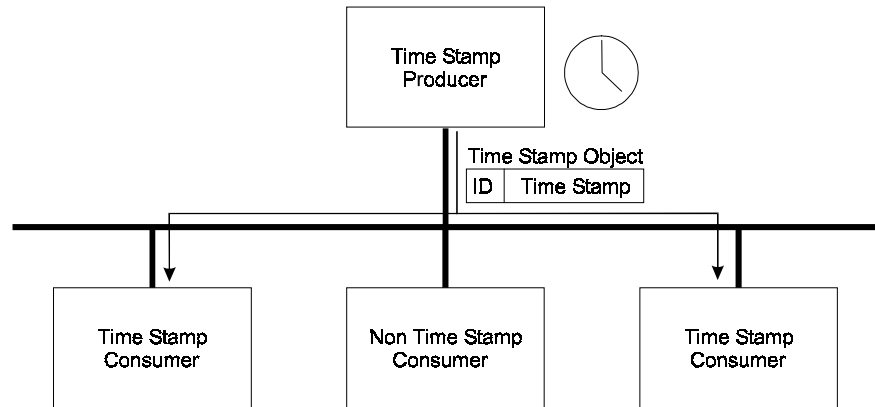 Time Stamp
Producer
Time Stamp Object
ID Time Stamp
Time Stamp
Consumer
Non Time Stamp
Consumer
Time Stamp
Consumer